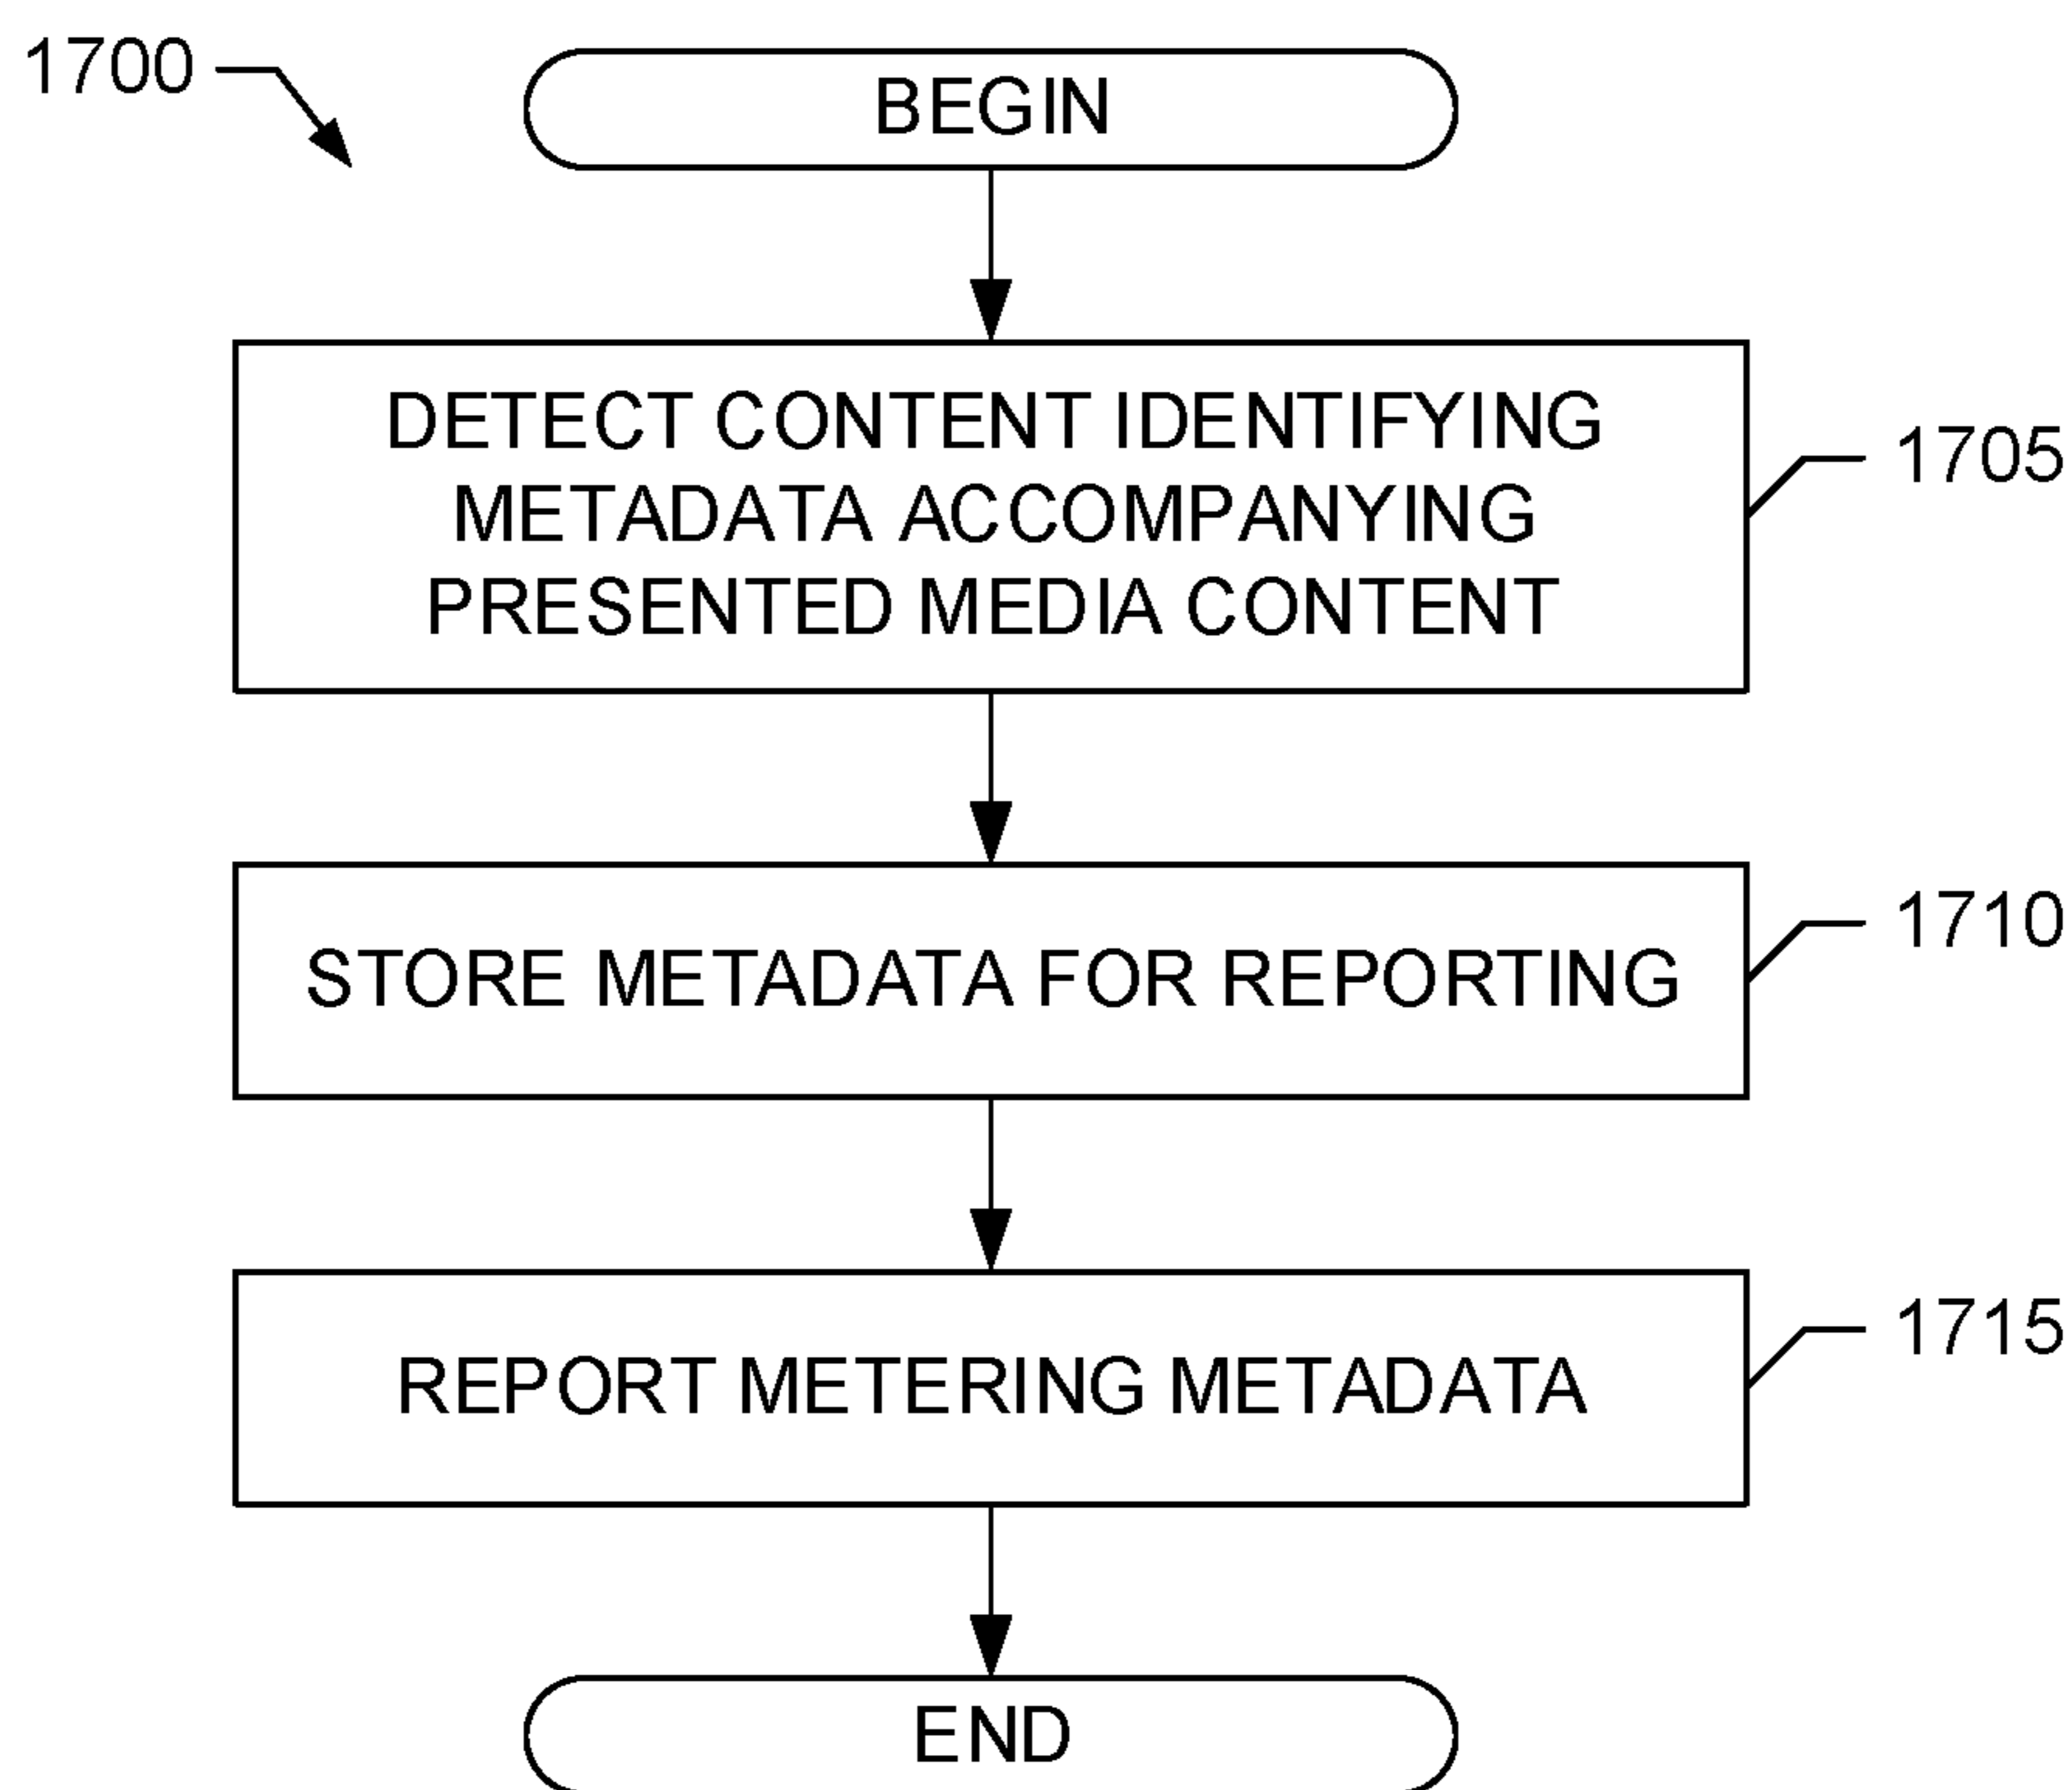 1700
BEGIN
DETECT CONTENT IDENTIFYING
METADATA ACCOMPANYING
PRESENTED MEDIA CONTENT
1705
STORE METADATA FOR REPORTING
1710
REPORT METERING METADATA
1715
END